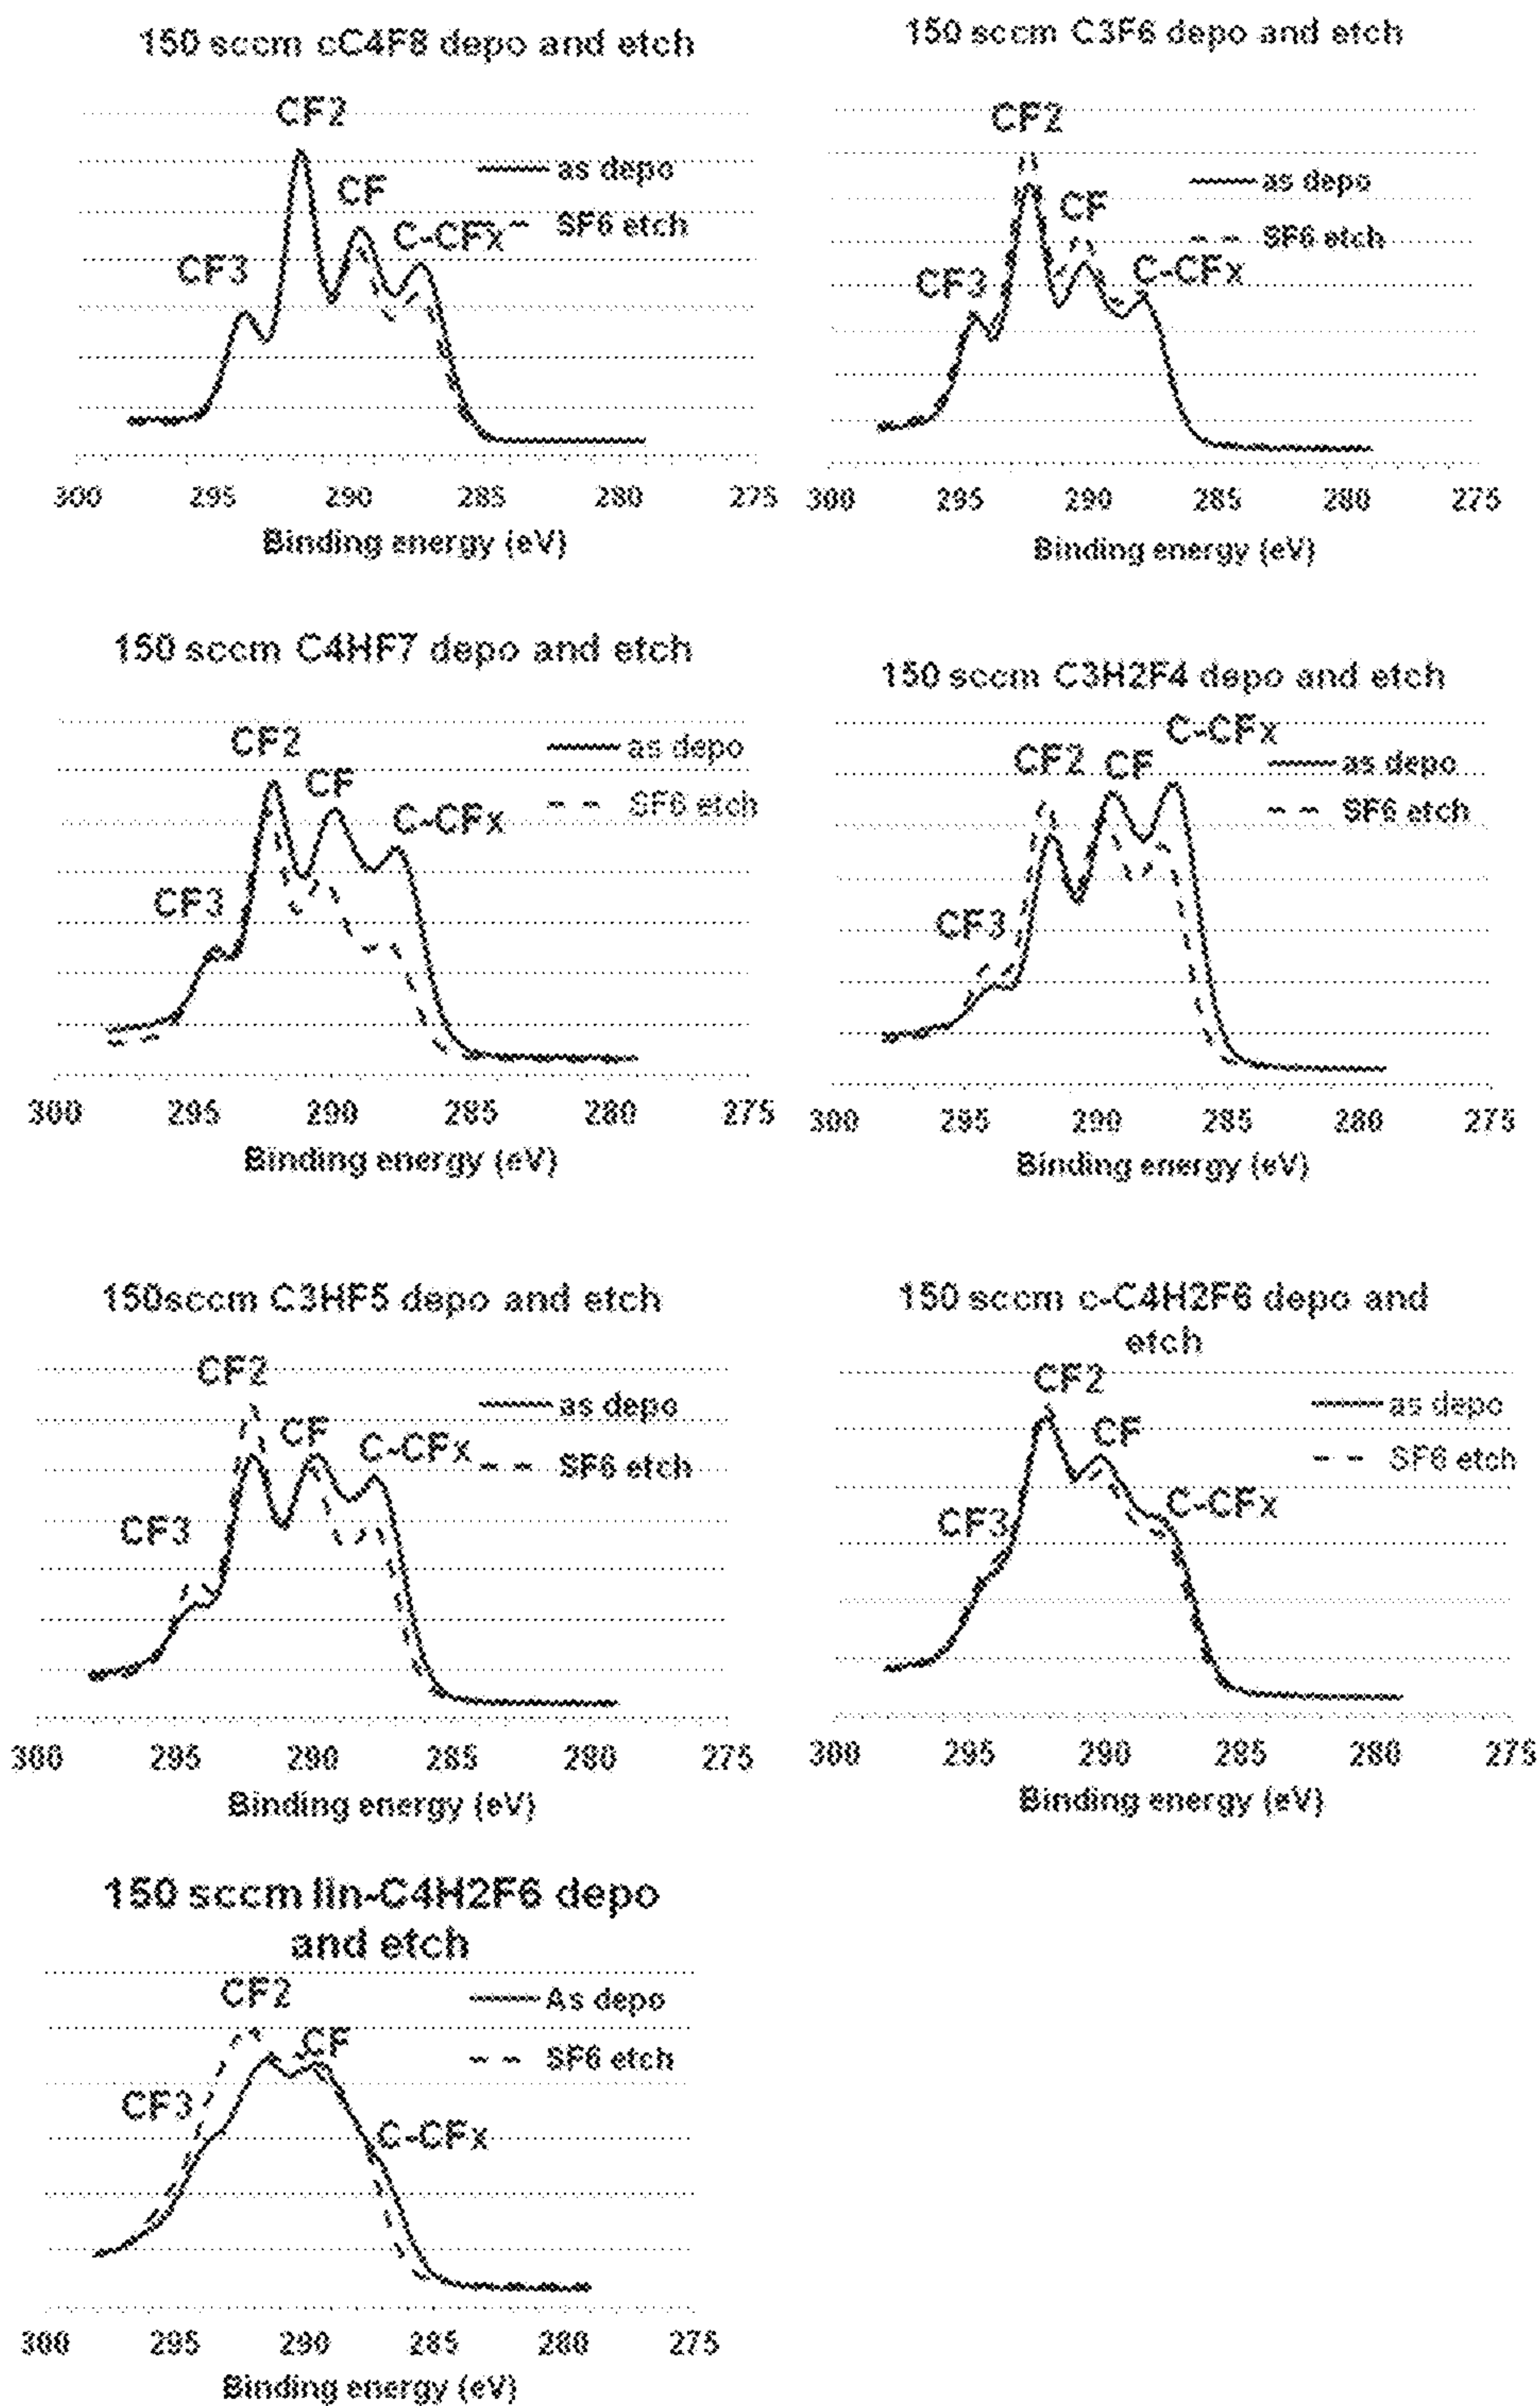 150 sccm cC4F8 depo and etch
CF2
as depo
CF
SF6 etch
C-CFx
CF3
300 295 290 285 280 275
Binding energy (eV)
150 sccm C3F6 depo and etch
CF2
as depo
CF
SF6 etch
C-CFx
CF3
300 295 290 285 280 275
Binding energy (eV)
150 sccm C4HF7 depo and etch
CF2
as depo
CF
SF6 etch
C-CFx
CF3
300 295 290 285 280 275
Binding energy (eV)
150 sccm C3H2F4 depo and etch
C-CFx
CF2 CF
as depo
SF6 etch
CF3
300 295 290 285 280 275
Binding energy (eV)
150sccm C3HF5 depo and etch
CF2
as depo
CF
C-CFx
SF6 etch
CF3
300 295 290 285 280 275
Binding energy (eV)
150 sccm c-C4H2F6 depo and
etch
CF2
as depo
CF
SF6 etch
C-CFx
CF3
300 295 290 285 280 275
Binding energy (eV)
150 sccm lin-C4H2F6 depo
and etch
CF2
As depo
CF
SF6 etch
CF3
C-CFx
300 295 290 285 280 275
Binding energy (eV)